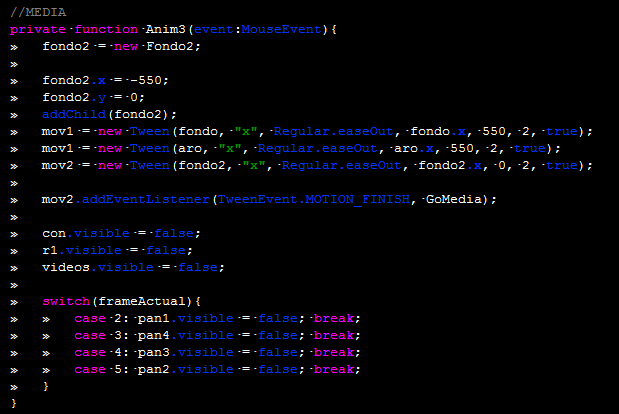 //MEDIA
private function Anim3(event:MouseEvent){
» fondo2 = new Fondo2;
»
» fondo2.x = -550;
» fondo2.y = 0;
» addChild(fondo2);
» mov1 = new Tween(fondo, "x", Regular.easeOut, fondo.x, 550, 2, true);
» mov1 = new Tween(aro, "x", Regular.easeOut, aro.x, 550, 2, true);
» mov2 = new Tween(fondo2, "x", Regular.easeOut, fondo2.x, 0, 2, true);
»
» mov2.addEventListener(TweenEvent.MOTION_FINISH, GoMedia);
»
» con.visible = false;
» r1.visible = false;
» videos.visible = false;
»
» switch(frameActual){
» » case 2: pan1.visible = false; break;
» » case 3: pan4.visible = false; break;
» » case 4: pan3.visible = false; break;
» » case 5: pan2.visible = false; break;
» }
}